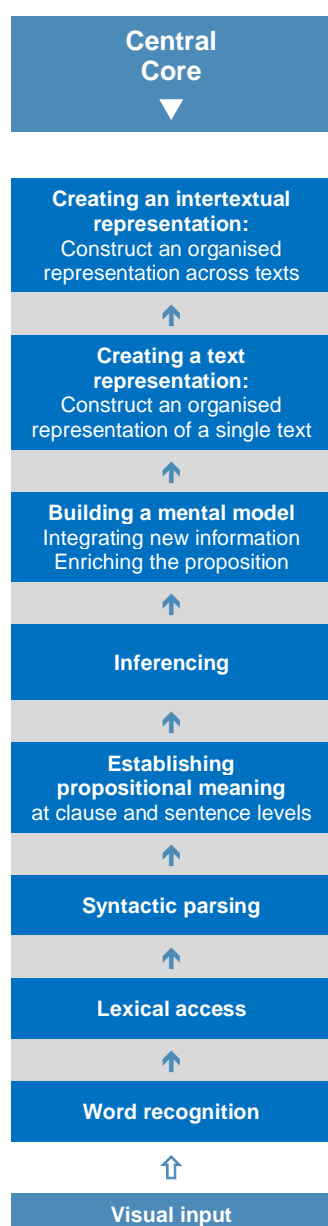 Central
Core
Creating an intertextual
representation:
Construct an organised
representation across texts
Creating a text
representation:
Construct an organised
representation of a single text
Building a mental model
Integrating new information
Enriching the proposition
Inferencing
Establishing
propositional meaning
at clause and sentence levels
Syntactic parsing
Lexical access
Word recognition
Visual input